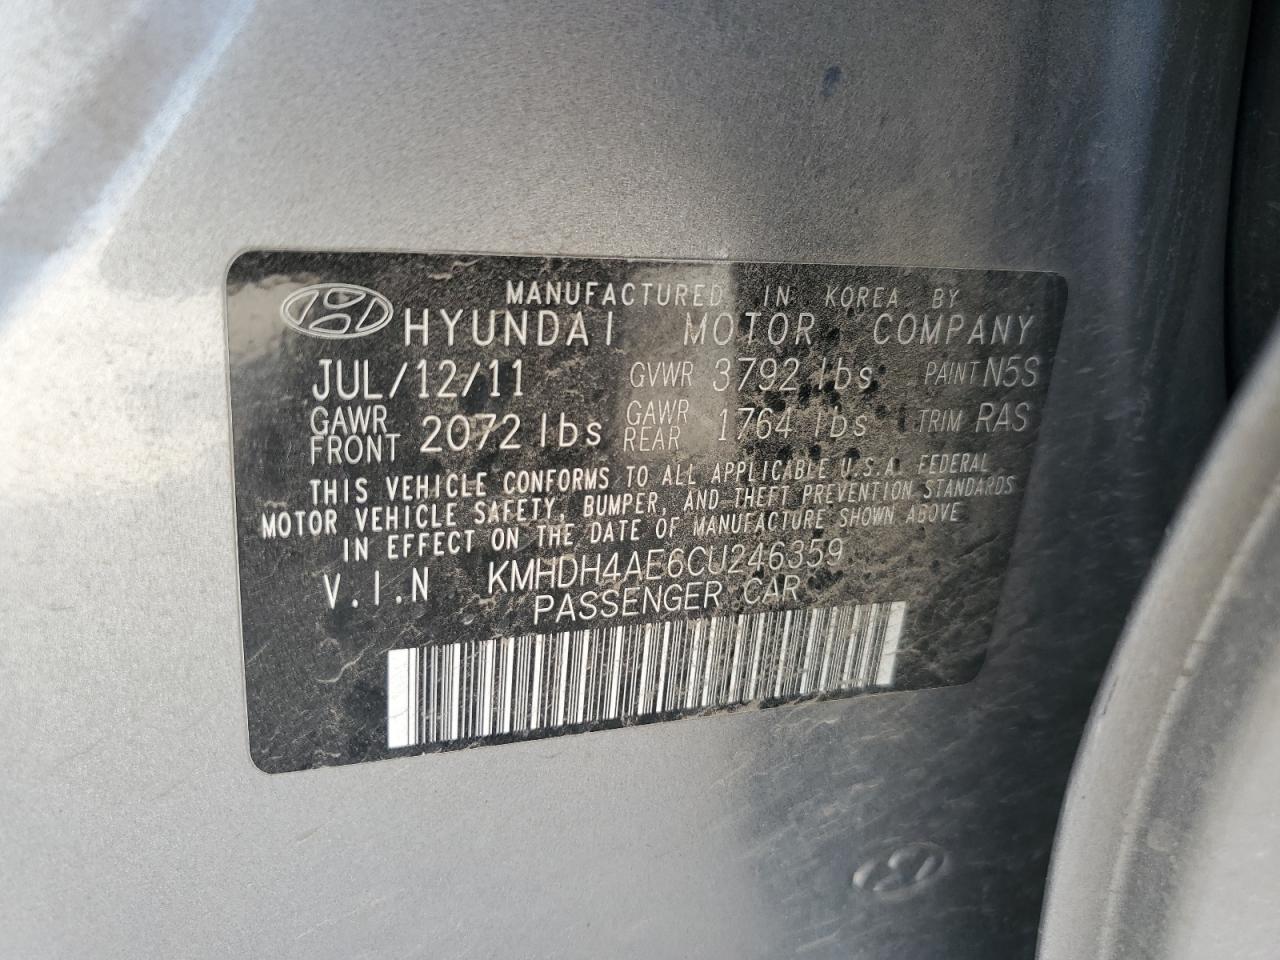 MANUFACTURED IN KOREA BY
HYUNDAI MOTOR COMPANY
JUL/12/11 GVWR 3792 lbs PAINT N5S
GAWR FRONT 2072 lbs GAWR REAR 1764 lbs TRIM RAS
THIS VEHICLE CONFORMS TO ALL APPLICABLE U.S.A. FEDERAL
MOTOR VEHICLE SAFETY, BUMPER, AND THEFT PREVENTION STANDARDS
IN EFFECT ON THE DATE OF MANUFACTURE SHOWN ABOVE
V.I.N KMHDH4AE6CU246359
PASSENGER CAR